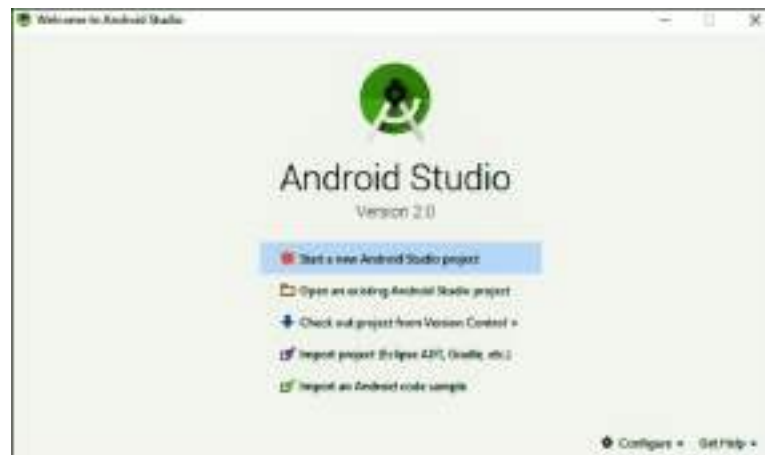 Welcome to Android Studio
Android Studio
Version 2.0
Start a new Android Studio project
Open an existing Android Studio project
Check out project from Version Control
Import project (Eclipse ADT, Gradle, etc.)
Import an Android code sample
Configure
Get Help